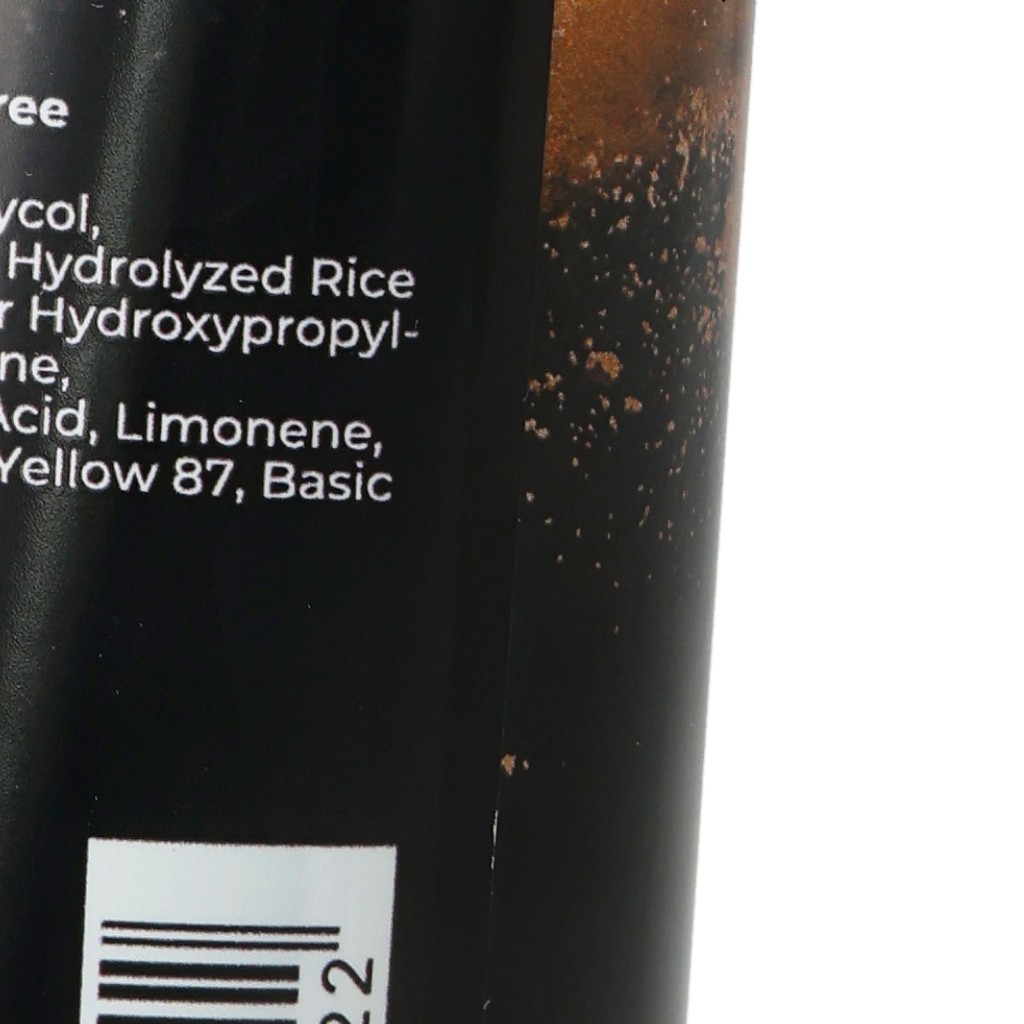 ree
ycol,
Hydrolyzed Rice
r Hydroxypropyl-
ne,
Acid, Limonene,
Yellow 87, Basic
22